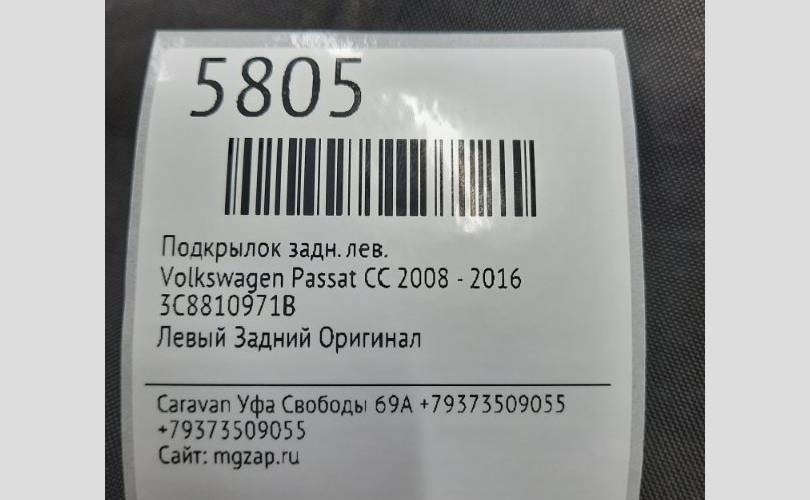 5805
Подкрылок задн. лев.
Volkswagen Passat CC 2008 - 2016
3C8810971B
Левый Задний Оригинал
Caravan Уфа Свободы 69А +79373509055
+79373509055
Сайт: mgzap.ru